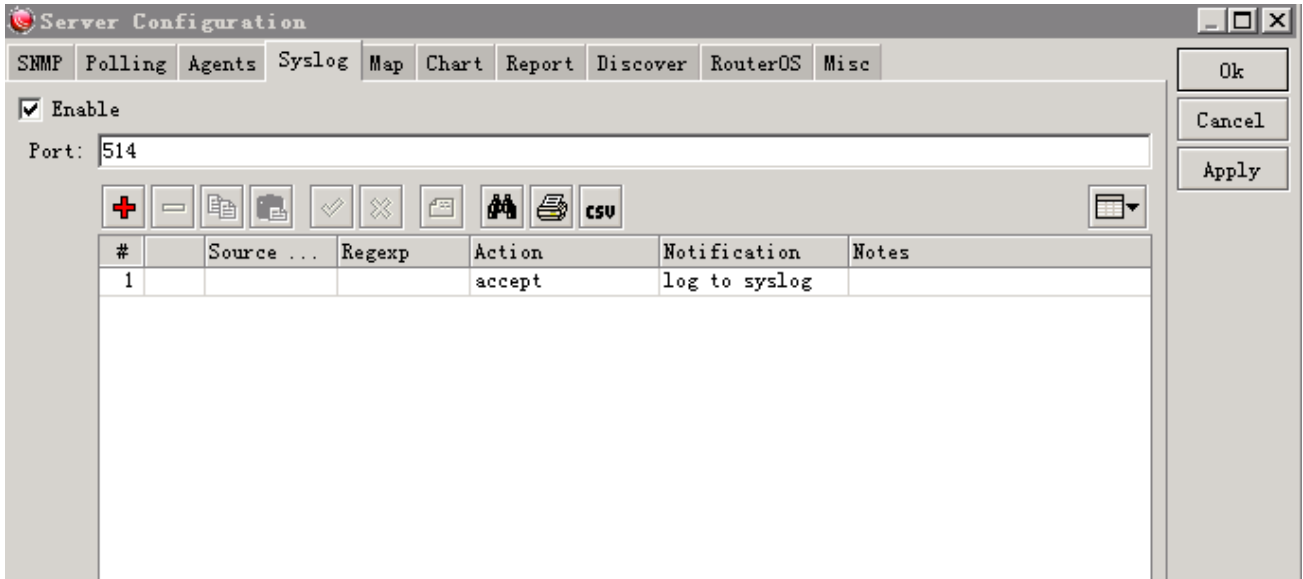 Server Configuration
SNMP Polling Agents Syslog Map Chart Report Discover RouterOS Misc
Ok
Enable
Cancel
Port: 514
Apply
csv
# Source ... Regexp Action Notification Notes
1 accept log to syslog